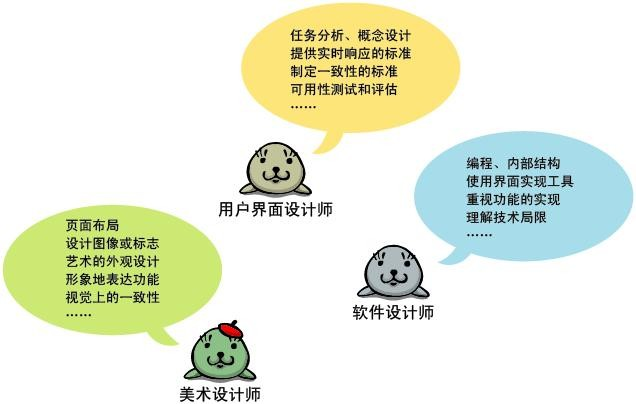 任务分析、概念设计
提供实时响应的标准
制定一致性的标准
可用性测试和评估
……
用户界面设计师
编程、内部结构
使用界面实现工具
重视功能的实现
理解技术局限
……
软件设计师
页面布局
设计图像或标志
艺术的外观设计
形象地表达功能
视觉上的一致性
……
美术设计师